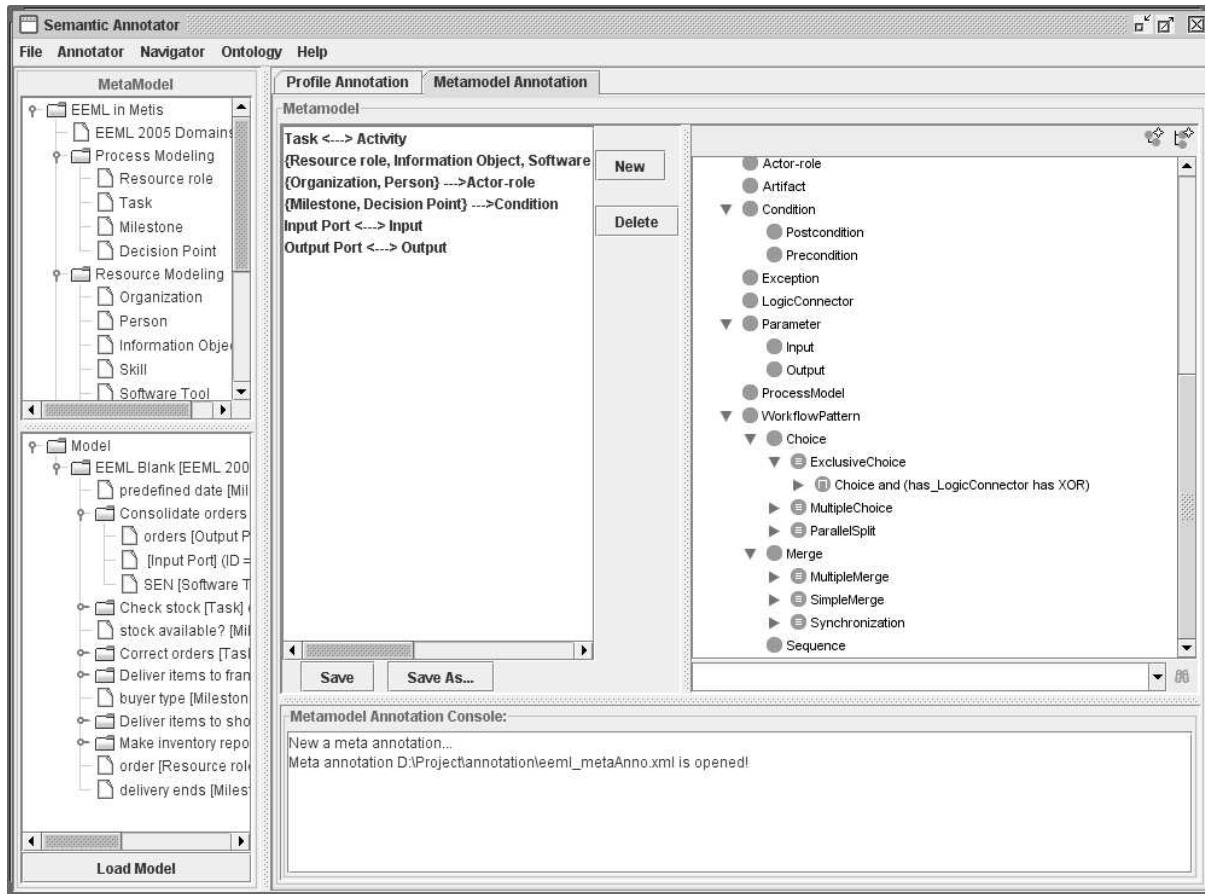 Semantic Annotator
File Annotator Navigator Ontology Help
MetaModel
EEML in Metis
EEML 2005 Domains
Process Modeling
Resource role
Task
Milestone
Decision Point
Resource Modeling
Organization
Person
Information Obje
Skill
Software Tool
Model
EEML Blank [EEML 200
predefined date [Mil
Consolidate orders
orders [Output P
[Input Port] (ID =
SEN [Software T
Check stock [Task]
stock available? [Mil
Correct orders [Tas
Deliver items to fran
buyer type [Mileston
Deliver items to sho
Make inventory repo
order [Resource rol
delivery ends [Miles
Load Model
Profile Annotation Metamodel Annotation
Metamodel
Task <---> Activity
{Resource role, Information Object, Software
{Organization, Person} --->Actor-role
{Milestone, Decision Point} --->Condition
Input Port <---> Input
Output Port <---> Output
New
Delete
Save Save As...
Actor-role
Artifact
Condition
Postcondition
Precondition
Exception
LogicConnector
Parameter
Input
Output
ProcessModel
WorkflowPattern
Choice
ExclusiveChoice
Choice and (has_LogicConnector has XOR)
MultipleChoice
ParallelSplit
Merge
MultipleMerge
SimpleMerge
Synchronization
Sequence
Metamodel Annotation Console:
New a meta annotation...
Meta annotation D:\Project\annotation\eeml_metaAnno.xml is opened!